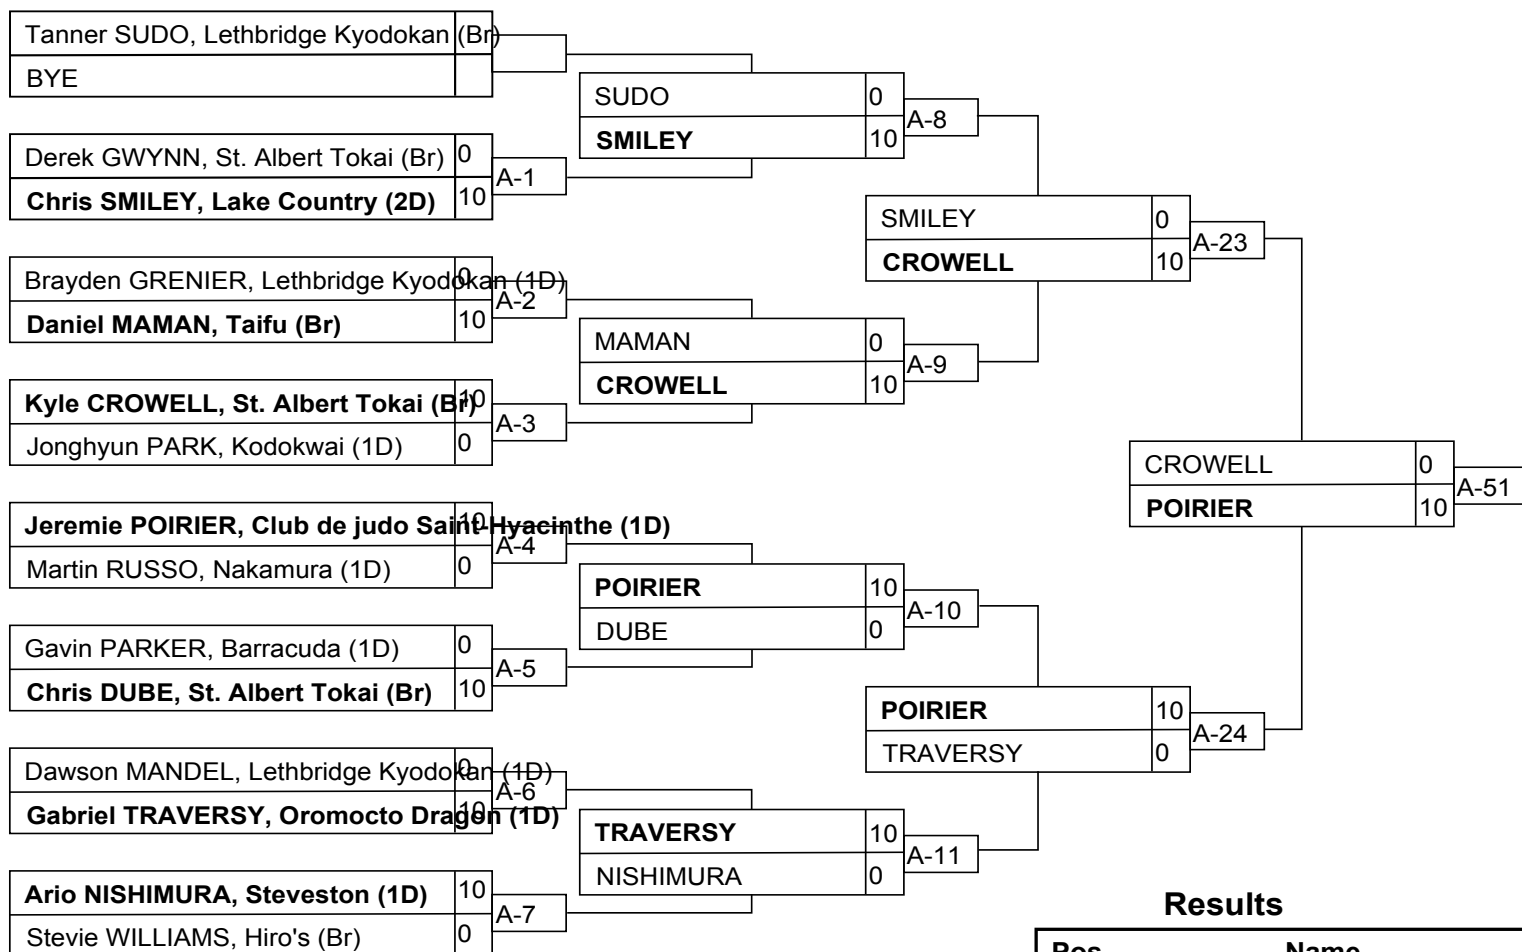 Tanner SUDO, Lethbridge Kyodokan (Br)
BYE
Derek GWYNN, St. Albert Tokai (Br) 0
Chris SMILEY, Lake Country (2D) 10
A-1
Brayden GRENIER, Lethbridge Kyodokan (1D) 0
Daniel MAMAN, Taifu (Br) 10
A-2
Kyle CROWELL, St. Albert Tokai (Br) 10
Jonghyun PARK, Kodokwai (1D) 0
A-3
Jeremie POIRIER, Club de judo Saint-Hyacinthe (1D) 10
Martin RUSSO, Nakamura (1D) 0
A-4
Gavin PARKER, Barracuda (1D) 0
Chris DUBE, St. Albert Tokai (Br) 10
A-5
Dawson MANDEL, Lethbridge Kyodokan (1D) 0
Gabriel TRAVERSY, Oromocto Dragon (1D) 10
A-6
Ario NISHIMURA, Steveston (1D) 10
Stevie WILLIAMS, Hiro's (Br) 0
A-7
SUDO 0
SMILEY 10
A-8
MAMAN 0
CROWELL 10
A-9
POIRIER 10
DUBE 0
A-10
TRAVERSY 10
NISHIMURA 0
A-11
SMILEY 0
CROWELL 10
A-23
POIRIER 10
TRAVERSY 0
A-24
CROWELL 0
POIRIER 10
A-51
Results
Pos Name